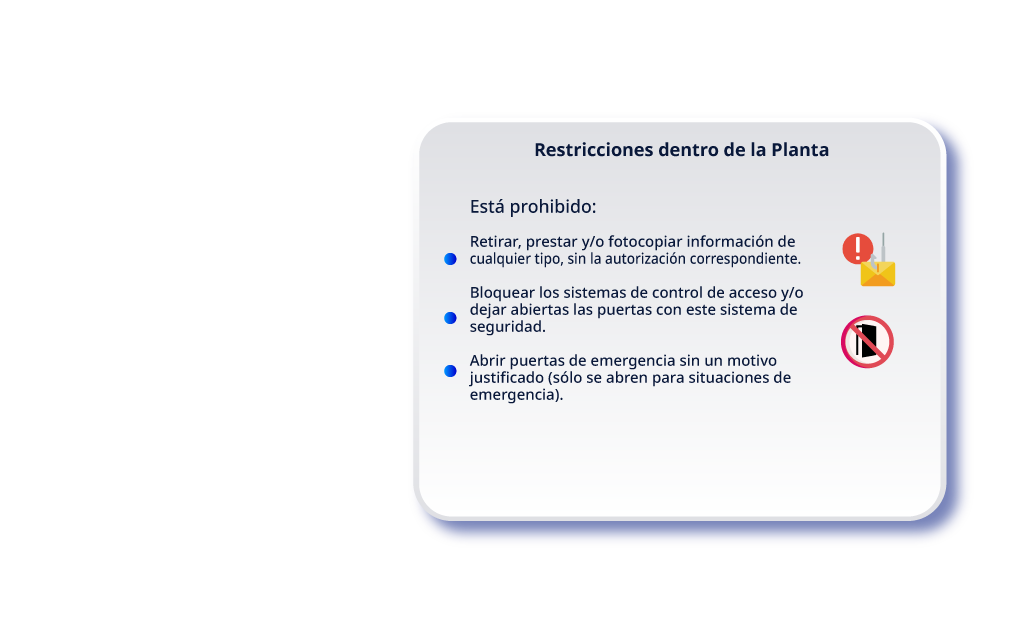 Restricciones dentro de la Planta
Está prohibido:
Retirar, prestar y/o fotocopiar información de
cualquier tipo, sin la autorización correspondiente.
Bloquear los sistemas de control de acceso y/o
dejar abiertas las puertas con este sistema de
seguridad.
Abrir puertas de emergencia sin un motivo
justificado (sólo se abren para situaciones de
emergencia).